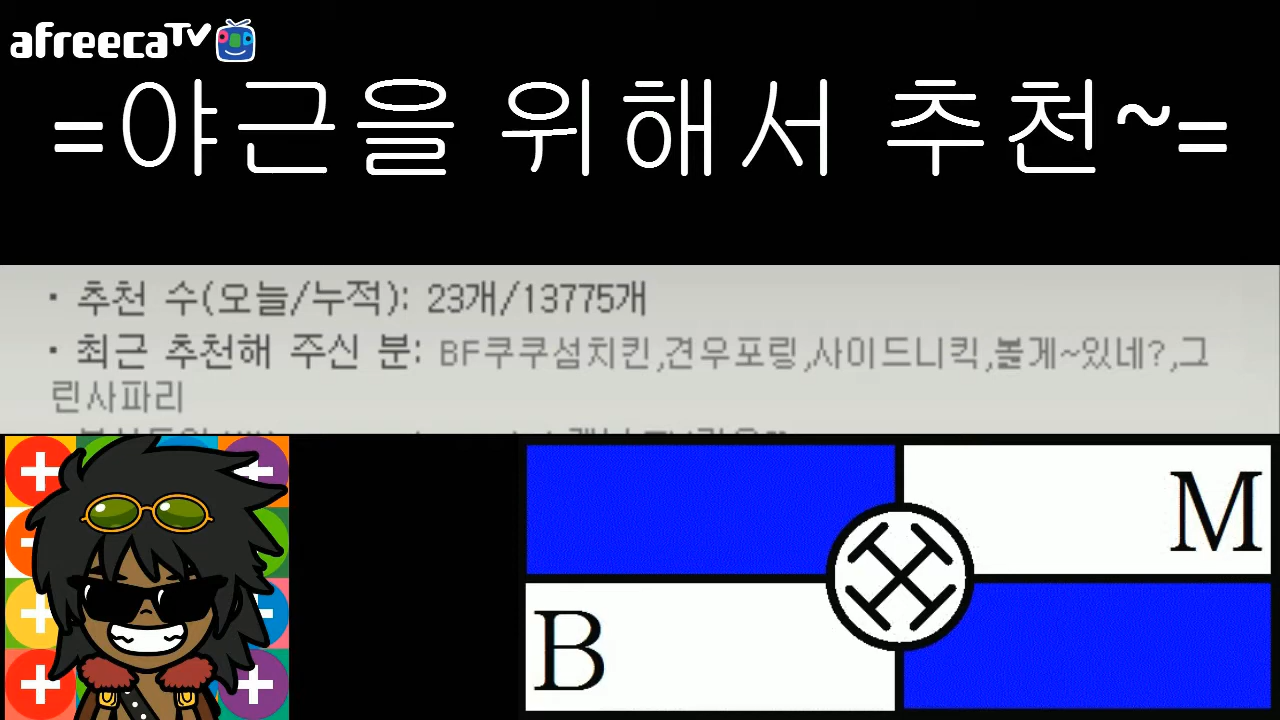 afreecaTV
=야근을 위해서 추천~=
· 추천 수(오늘/누적): 23개/13775개
· 최근 추천해 주신 분: BF쿠쿠섬치킨,견우포링,사이드니킥,볼게~있네?,그
린사파리
M
B